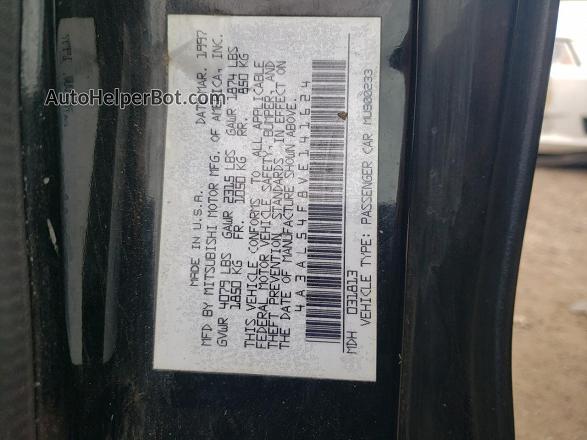 AutoHelperBot.com
MADE IN U.S.A. DATE: MAR. 1997
MFD BY MITSUBISHI MOTOR MFG. OF AMERICA, INC.
GVWR 4079 LBS GAWR 2315 LBS GAWR 1874 LBS
1850 KG FR. 1050 KG RR. 850 KG
THIS VEHICLE CONFORMS TO ALL APPLICABLE
FEDERAL MOTOR VEHICLE SAFETY, BUMPER, AND
THEFT PREVENTION STANDARDS IN EFFECT ON
THE DATE OF MANUFACTURE SHOWN ABOVE.
4A3AL54F8VE141624
MDH 031813
VEHICLE TYPE: PASSENGER CAR MU900233